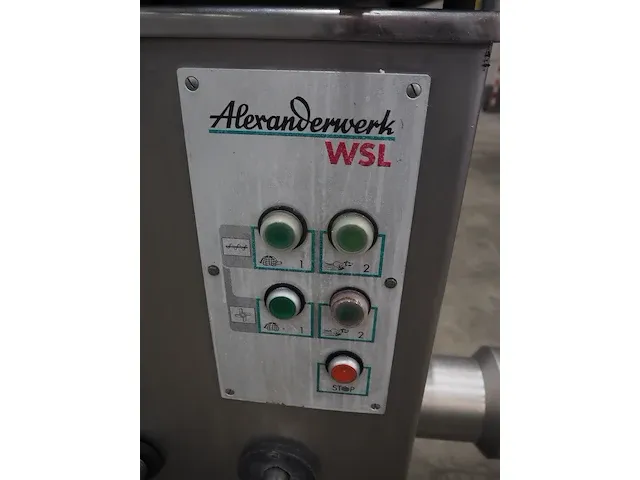 Alexanderwerk
WSL
1 2
1 2
STOP